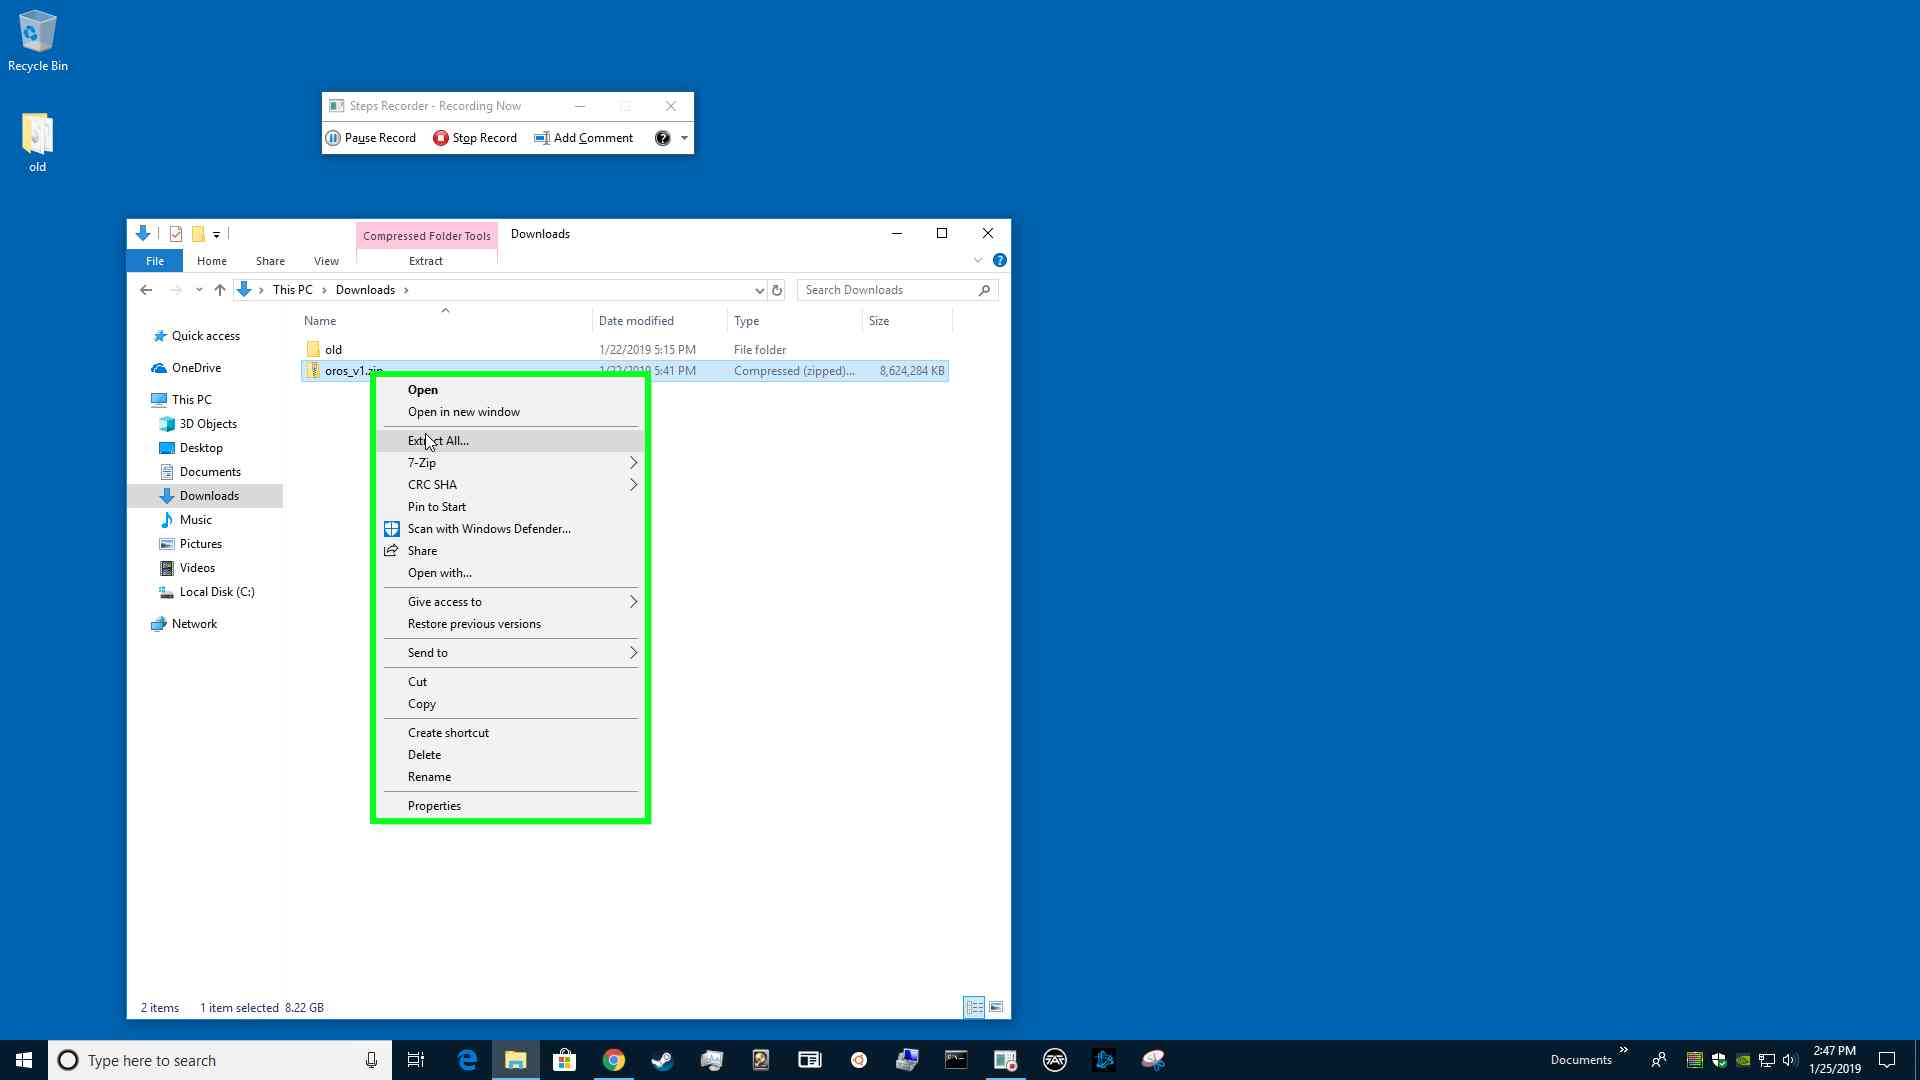 Recycle Bin
old
Steps Recorder - Recording Now
Pause Record Stop Record Add Comment
Compressed Folder Tools Downloads
File Home Share View Extract
This PC Downloads Search Downloads
Name Date modified Type Size
old 1/22/2019 5:15 PM File folder
oros_v1.zip 1/22/2019 5:41 PM Compressed (zipped)... 8,624,284 KB
Quick access
OneDrive
This PC
3D Objects
Desktop
Documents
Downloads
Music
Pictures
Videos
Local Disk (C:)
Network
Open
Open in new window
Extract All...
7-Zip
CRC SHA
Pin to Start
Scan with Windows Defender...
Share
Open with...
Give access to
Restore previous versions
Send to
Cut
Copy
Create shortcut
Delete
Rename
Properties
2 items 1 item selected 8.22 GB
Type here to search
Documents
2:47 PM
1/25/2019